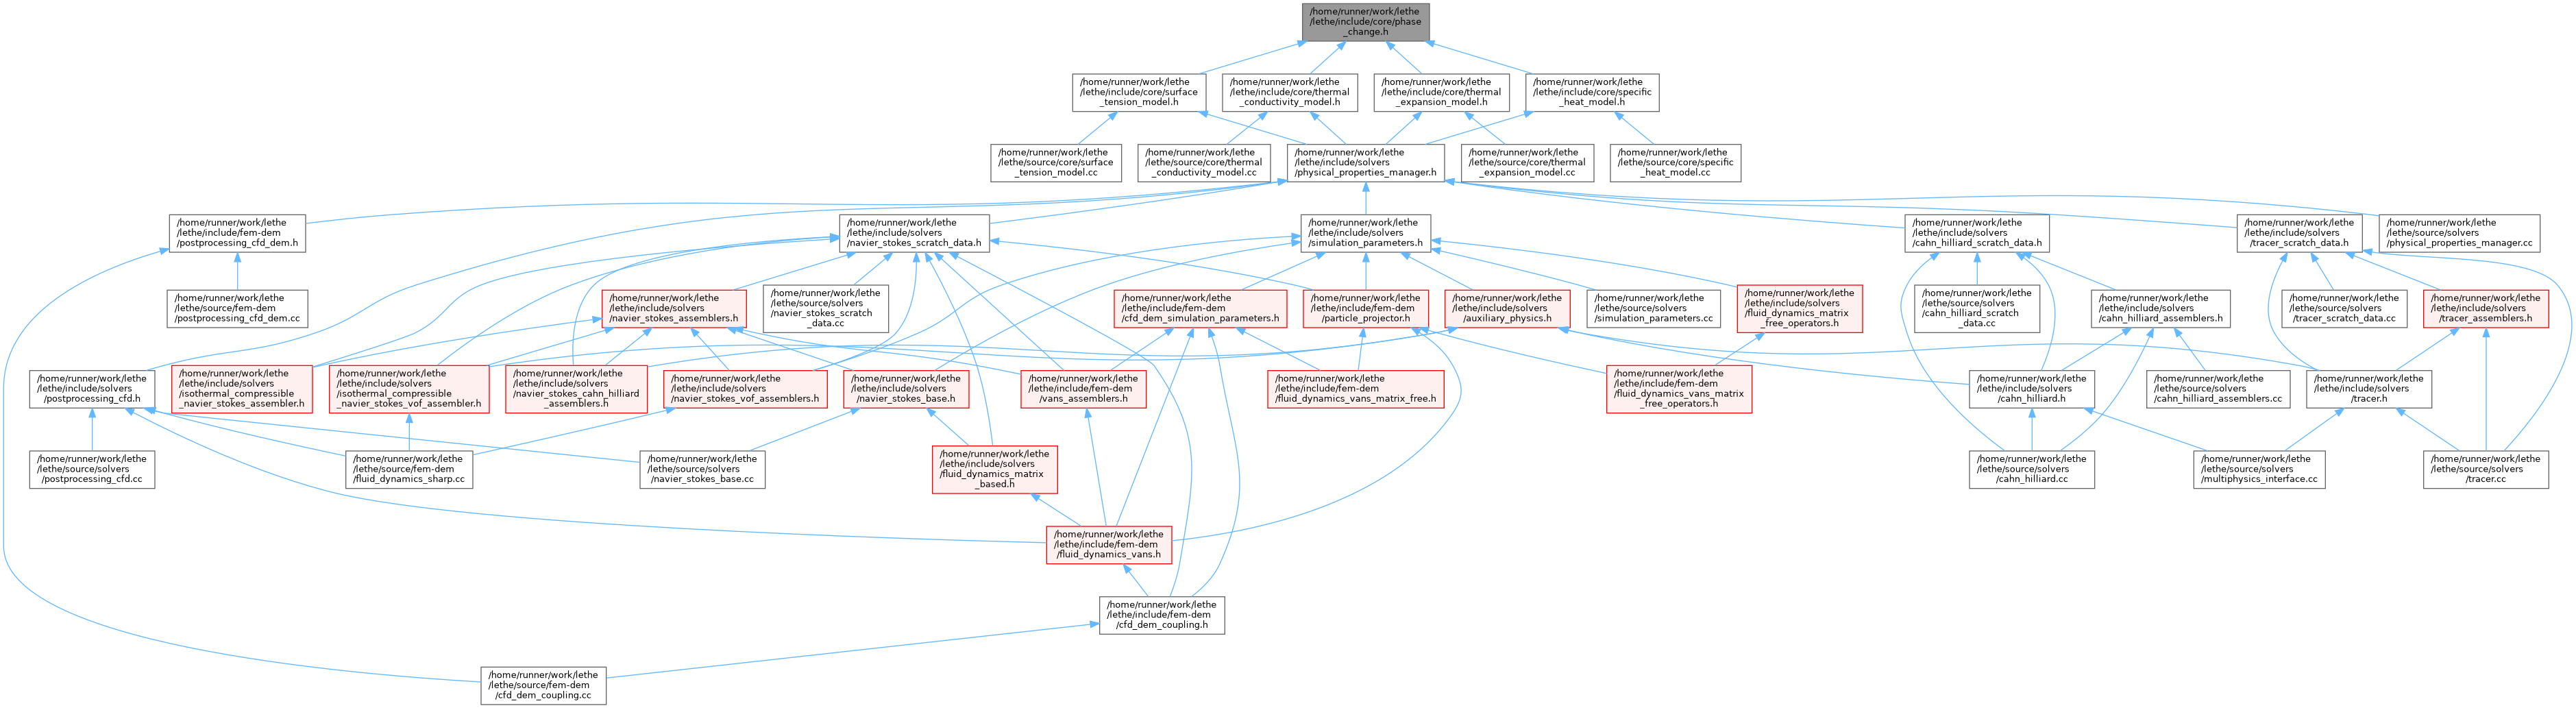 /home/runner/work/lethe
/lethe/include/core/phase
_change.h
/home/runner/work/lethe
/lethe/include/core/surface
_tension_model.h
/home/runner/work/lethe
/lethe/include/core/thermal
_conductivity_model.h
/home/runner/work/lethe
/lethe/include/core/thermal
_expansion_model.h
/home/runner/work/lethe
/lethe/include/core/specific
_heat_model.h
/home/runner/work/lethe
/lethe/source/core/surface
_tension_model.cc
/home/runner/work/lethe
/lethe/source/core/thermal
_conductivity_model.cc
/home/runner/work/lethe
/lethe/include/solvers
/physical_properties_manager.h
/home/runner/work/lethe
/lethe/source/core/thermal
_expansion_model.cc
/home/runner/work/lethe
/lethe/source/core/specific
_heat_model.cc
/home/runner/work/lethe
/lethe/include/fem-dem
/postprocessing_cfd_dem.h
/home/runner/work/lethe
/lethe/include/solvers
/navier_stokes_scratch_data.h
/home/runner/work/lethe
/lethe/include/solvers
/simulation_parameters.h
/home/runner/work/lethe
/lethe/include/solvers
/cahn_hilliard_scratch_data.h
/home/runner/work/lethe
/lethe/include/solvers
/tracer_scratch_data.h
/home/runner/work/lethe
/lethe/source/solvers
/physical_properties_manager.cc
/home/runner/work/lethe
/lethe/source/fem-dem
/postprocessing_cfd_dem.cc
/home/runner/work/lethe
/lethe/include/solvers
/navier_stokes_assemblers.h
/home/runner/work/lethe
/lethe/source/solvers
/navier_stokes_scratch
_data.cc
/home/runner/work/lethe
/lethe/include/fem-dem
/cfd_dem_simulation_parameters.h
/home/runner/work/lethe
/lethe/include/fem-dem
/particle_projector.h
/home/runner/work/lethe
/lethe/include/solvers
/auxiliary_physics.h
/home/runner/work/lethe
/lethe/source/solvers
/simulation_parameters.cc
/home/runner/work/lethe
/lethe/include/solvers
/fluid_dynamics_matrix
_free_operators.h
/home/runner/work/lethe
/lethe/source/solvers
/cahn_hilliard_scratch
_data.cc
/home/runner/work/lethe
/lethe/include/solvers
/cahn_hilliard_assemblers.h
/home/runner/work/lethe
/lethe/source/solvers
/tracer_scratch_data.cc
/home/runner/work/lethe
/lethe/include/solvers
/tracer_assemblers.h
/home/runner/work/lethe
/lethe/include/solvers
/postprocessing_cfd.h
/home/runner/work/lethe
/lethe/include/solvers
/isothermal_compressible
_navier_stokes_assembler.h
/home/runner/work/lethe
/lethe/include/solvers
/isothermal_compressible
_navier_stokes_vof_assembler.h
/home/runner/work/lethe
/lethe/include/solvers
/navier_stokes_cahn_hilliard
_assemblers.h
/home/runner/work/lethe
/lethe/include/solvers
/navier_stokes_vof_assemblers.h
/home/runner/work/lethe
/lethe/include/solvers
/navier_stokes_base.h
/home/runner/work/lethe
/lethe/include/fem-dem
/vans_assemblers.h
/home/runner/work/lethe
/lethe/include/fem-dem
/fluid_dynamics_vans_matrix_free.h
/home/runner/work/lethe
/lethe/include/fem-dem
/fluid_dynamics_vans_matrix
_free_operators.h
/home/runner/work/lethe
/lethe/include/solvers
/cahn_hilliard.h
/home/runner/work/lethe
/lethe/source/solvers
/cahn_hilliard_assemblers.cc
/home/runner/work/lethe
/lethe/include/solvers
/tracer.h
/home/runner/work/lethe
/lethe/source/solvers
/postprocessing_cfd.cc
/home/runner/work/lethe
/lethe/source/fem-dem
/fluid_dynamics_sharp.cc
/home/runner/work/lethe
/lethe/source/solvers
/navier_stokes_base.cc
/home/runner/work/lethe
/lethe/include/solvers
/fluid_dynamics_matrix
_based.h
/home/runner/work/lethe
/lethe/source/solvers
/cahn_hilliard.cc
/home/runner/work/lethe
/lethe/source/solvers
/multiphysics_interface.cc
/home/runner/work/lethe
/lethe/source/solvers
/tracer.cc
/home/runner/work/lethe
/lethe/include/fem-dem
/fluid_dynamics_vans.h
/home/runner/work/lethe
/lethe/include/fem-dem
/cfd_dem_coupling.h
/home/runner/work/lethe
/lethe/source/fem-dem
/cfd_dem_coupling.cc